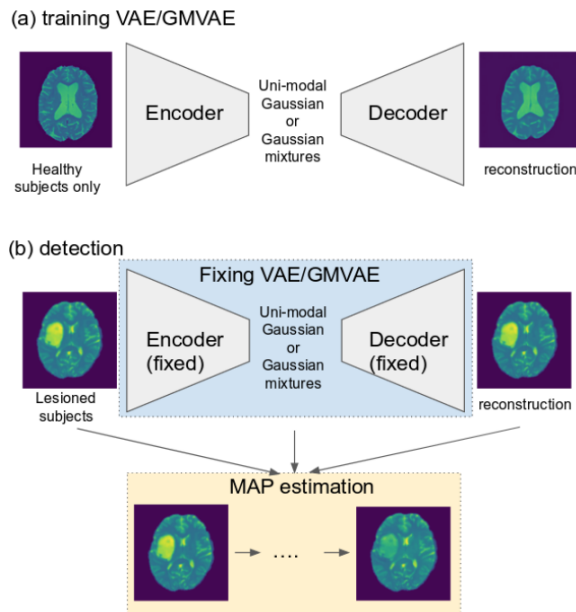 (a) training VAE/GMVAE
Encoder
Uni-modal
Gaussian
or
Gaussian
mixtures
Decoder
Healthy
subjects only
reconstruction
(b) detection
Fixing VAE/GMVAE
Encoder
(fixed)
Uni-modal
Gaussian
or
Gaussian
mixtures
Decoder
(fixed)
Lesioned
subjects
reconstruction
MAP estimation
....